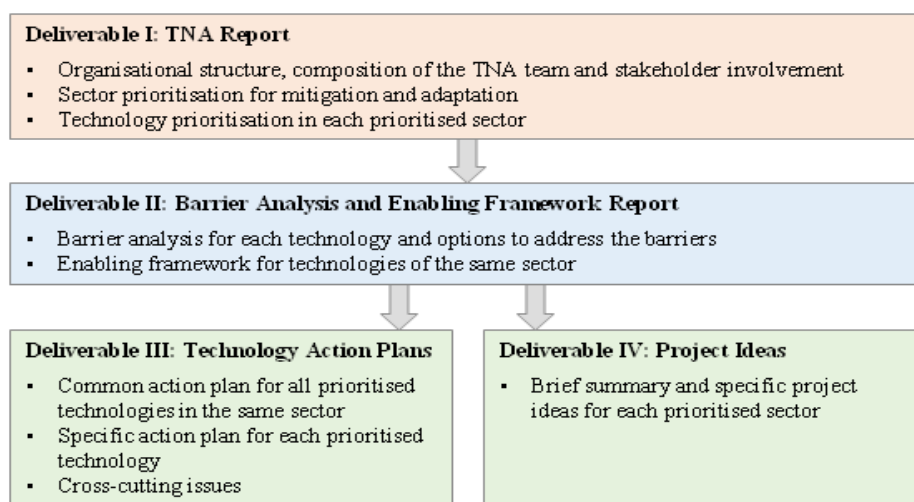 Deliverable I: TNA Report
▪ Organisational structure, composition of the TNA team and stakeholder involvement
▪ Sector prioritisation for mitigation and adaptation
▪ Technology prioritisation in each prioritised sector
Deliverable II: Barrier Analysis and Enabling Framework Report
▪ Barrier analysis for each technology and options to address the barriers
▪ Enabling framework for technologies of the same sector
Deliverable III: Technology Action Plans
▪ Common action plan for all prioritised
technologies in the same sector
▪ Specific action plan for each prioritised
technology
▪ Cross-cutting issues
Deliverable IV: Project Ideas
▪ Brief summary and specific project
ideas for each prioritised sector